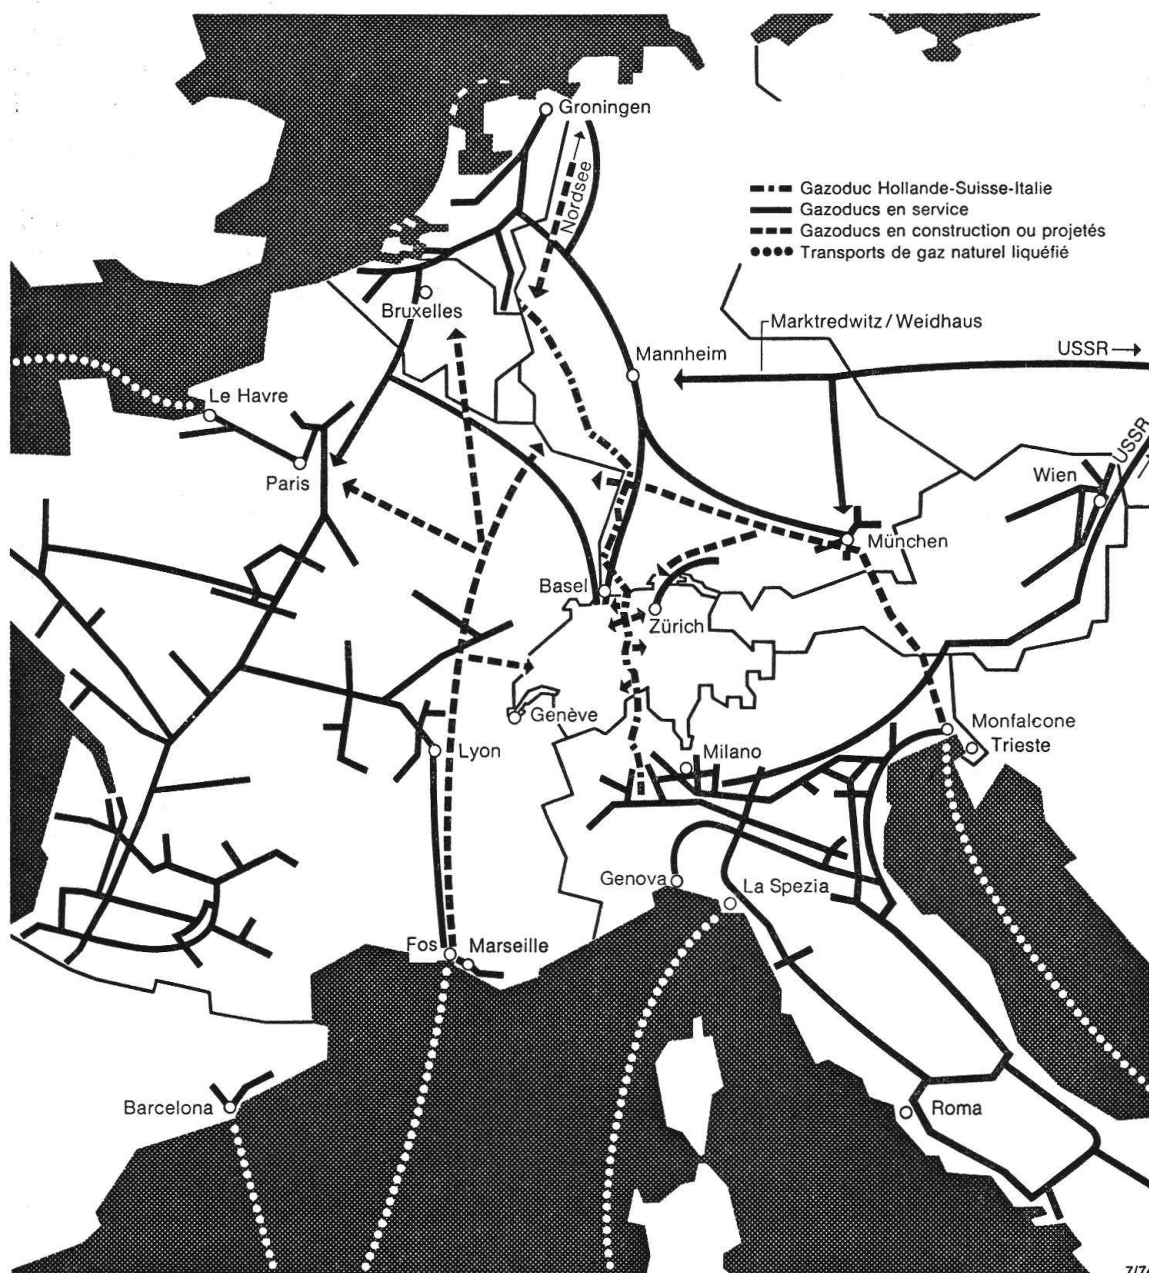 Groningen
Nordsee
Gazoduc Hollande-Suisse-Italie
Gazoducs en service
Gazoducs en construction ou projetés
Transports de gaz naturel liquéfié
Bruxelles
Marktredwitz / Weidhaus
USSR →
Mannheim
Le Havre
Paris
USSR →
Wien
München
Basel
Zürich
Genève
Lyon
Milano
Monfalcone
Trieste
Genova
La Spezia
Fos
Marseille
Barcelona
Roma